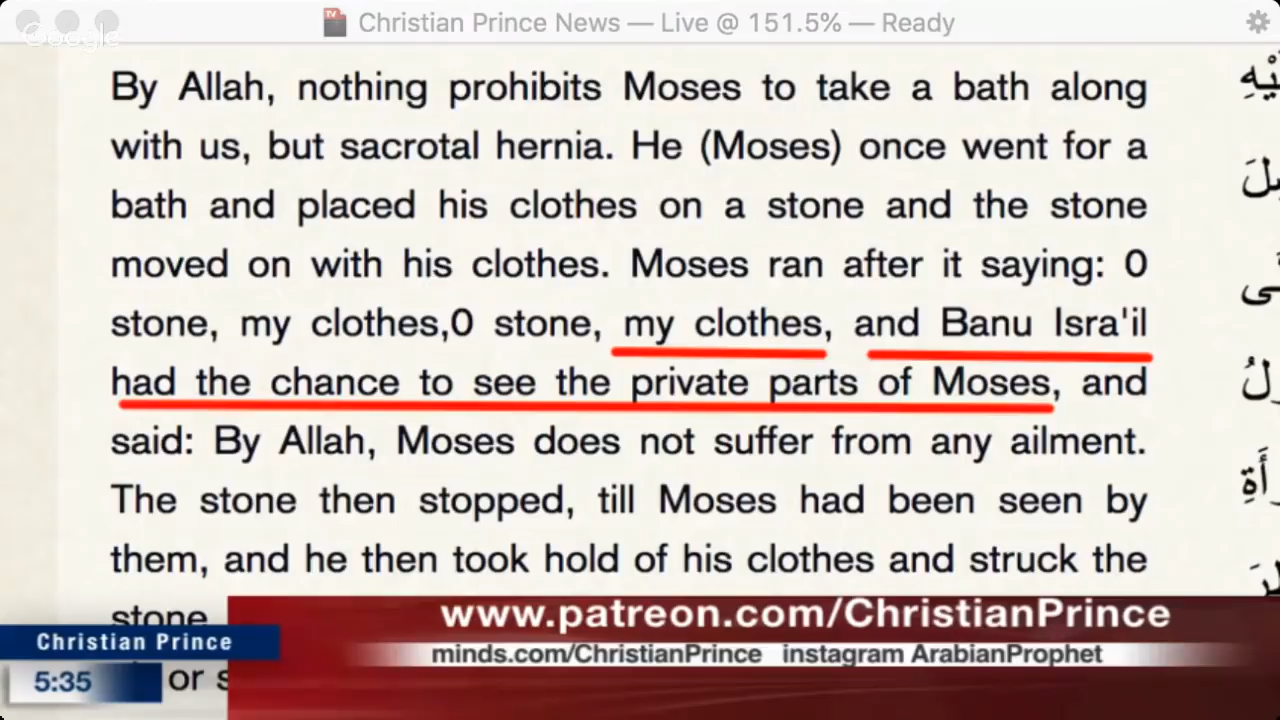 Christian Prince News — Live @ 151.5% — Ready
Google
By Allah, nothing prohibits Moses to take a bath along
with us, but sacrotal hernia. He (Moses) once went for a
bath and placed his clothes on a stone and the stone
moved on with his clothes. Moses ran after it saying: 0
stone, my clothes,0 stone, my clothes, and Banu Isra'il
had the chance to see the private parts of Moses, and
said: By Allah, Moses does not suffer from any ailment.
The stone then stopped, till Moses had been seen by
them, and he then took hold of his clothes and struck the
stone
or s
www.patreon.com/ChristianPrince
Christian Prince
minds.com/ChristianPrince instagram ArabianProphet
5:35